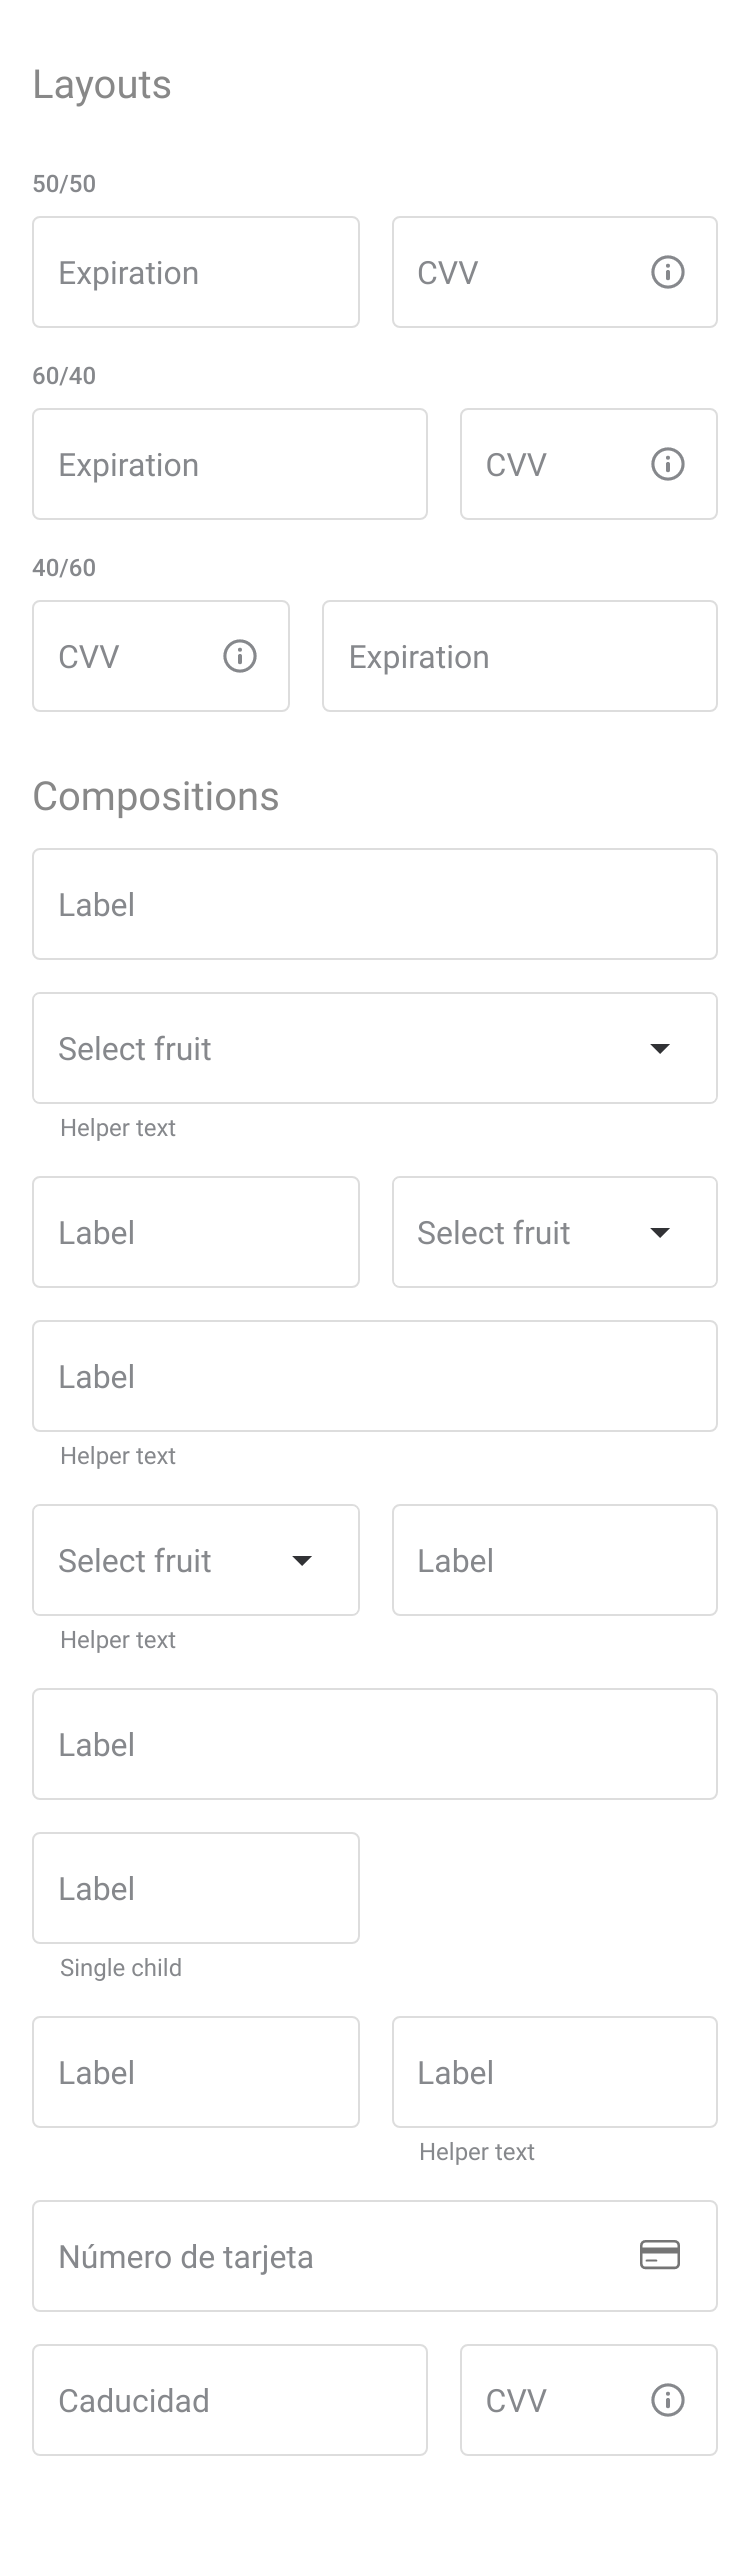 Layouts
50/50
Expiration
CVV
60/40
Expiration
CVV
40/60
CVV
Expiration
Compositions
Label
Select fruit
Helper text
Label
Select fruit
Label
Helper text
Select fruit
Label
Helper text
Label
Label
Single child
Label
Label
Helper text
Número de tarjeta
Caducidad
CVV